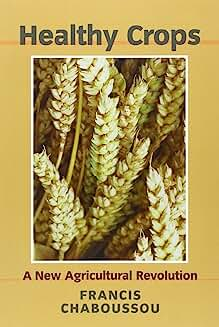 Healthy Crops
A New Agricultural Revolution
FRANCIS
CHABOUSSOU